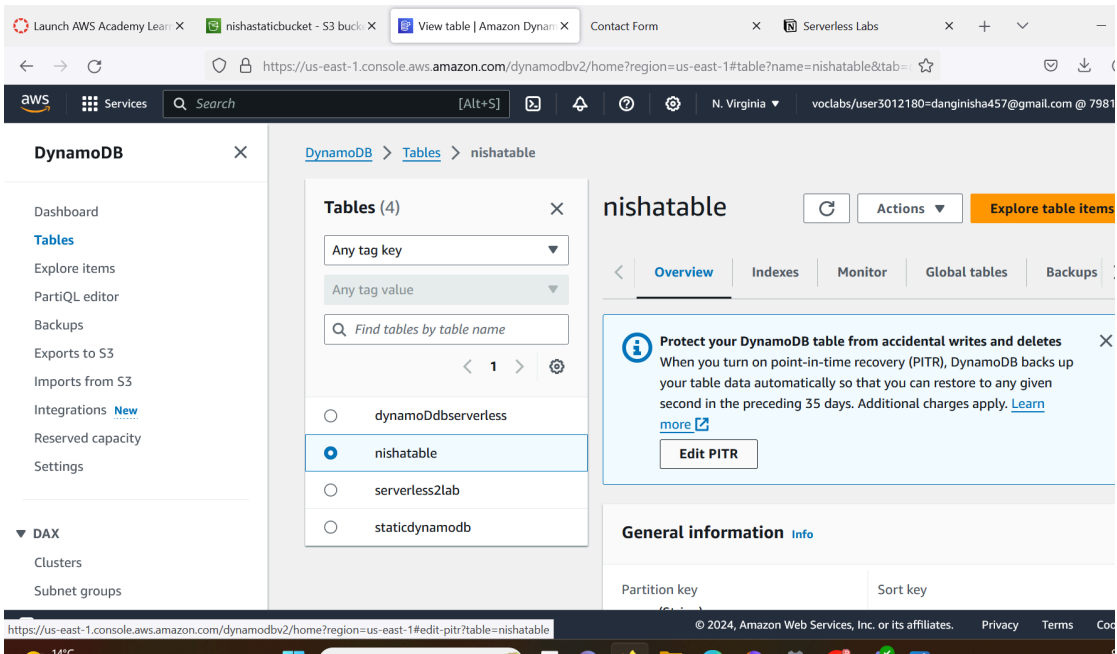 Launch AWS Academy Lear
nishastaticbucket - S3 buck
View table | Amazon Dynam
Contact Form
Serverless Labs
https://us-east-1.console.aws.amazon.com/dynamodbv2/home?region=us-east-1#table?name=nishatable&tab=
aws
Services
Search
[Alt+S]
N. Virginia
voclabs/user3012180=danginisha457@gmail.com @ 7981
DynamoDB
Dashboard
Tables
Explore items
PartiQL editor
Backups
Exports to S3
Imports from S3
Integrations New
Reserved capacity
Settings
DAX
Clusters
Subnet groups
DynamoDB > Tables > nishatable
Tables (4)
Any tag key
Any tag value
Find tables by table name
1
dynamoDdbserverless
nishatable
serverless2lab
staticdynamodb
nishatable
Actions
Explore table items
Overview
Indexes
Monitor
Global tables
Backups
Protect your DynamoDB table from accidental writes and deletes
When you turn on point-in-time recovery (PITR), DynamoDB backs up
your table data automatically so that you can restore to any given
second in the preceding 35 days. Additional charges apply. Learn
more
Edit PITR
General information Info
Partition key
Sort key
https://us-east-1.console.aws.amazon.com/dynamodbv2/home?region=us-east-1#edit-pitr?table=nishatable
© 2024, Amazon Web Services, Inc. or its affiliates.
Privacy
Terms
Coo
14°C